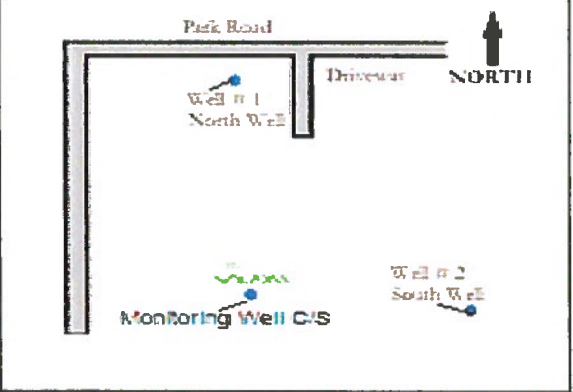 Park Road
Driveway
NORTH
Well # 1
North Well
Well # 2
South Well
Monitoring Well C/S